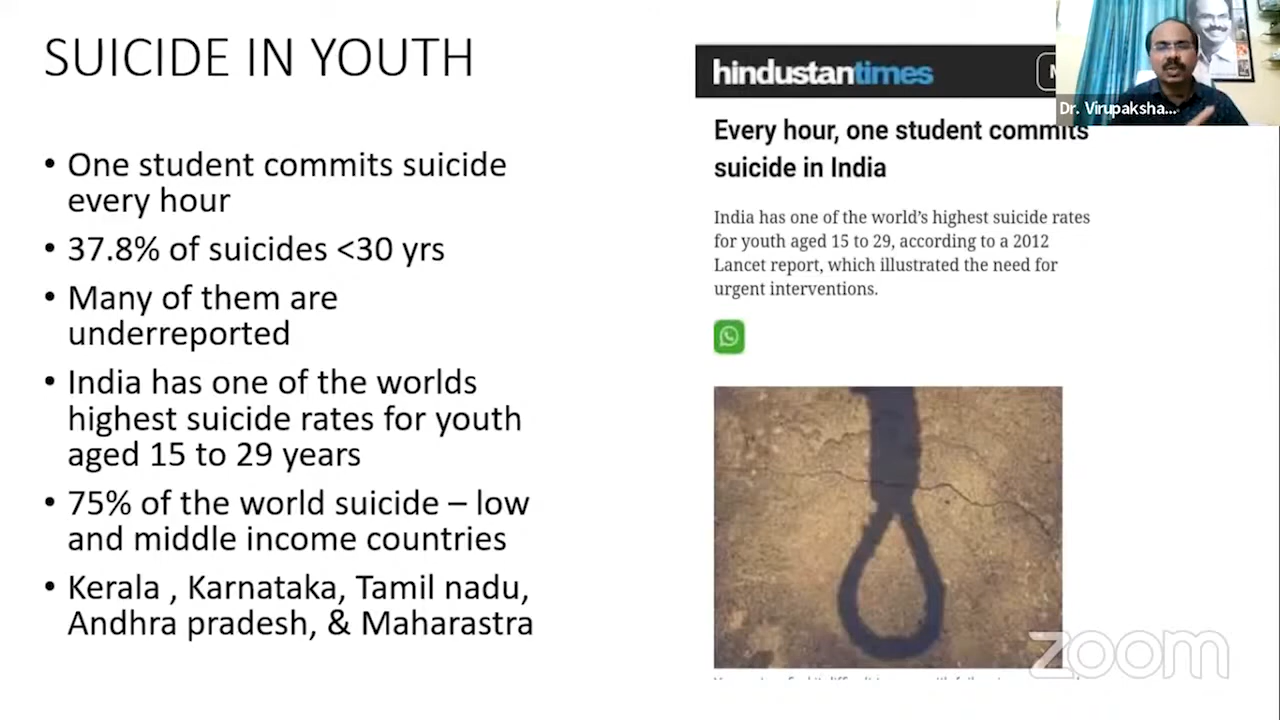 SUICIDE IN YOUTH
• One student commits suicide
every hour
• 37.8% of suicides <30 yrs
• Many of them are
underreported
• India has one of the worlds
highest suicide rates for youth
aged 15 to 29 years
• 75% of the world suicide – low
and middle income countries
• Kerala , Karnataka, Tamil nadu,
Andhra pradesh, & Maharastra
hindustantimes
Every hour, one student commits
suicide in India
India has one of the world’s highest suicide rates
for youth aged 15 to 29, according to a 2012
Lancet report, which illustrated the need for
urgent interventions.
Dr. Virupaksha...
zoom